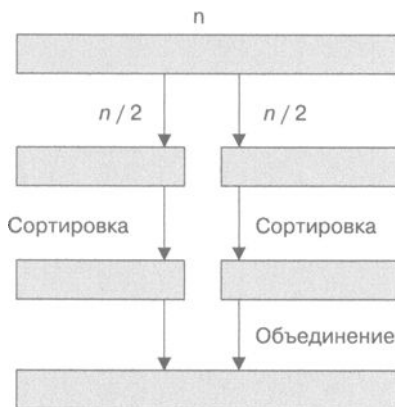 n
n / 2 n / 2
Сортировка Сортировка
Объединение